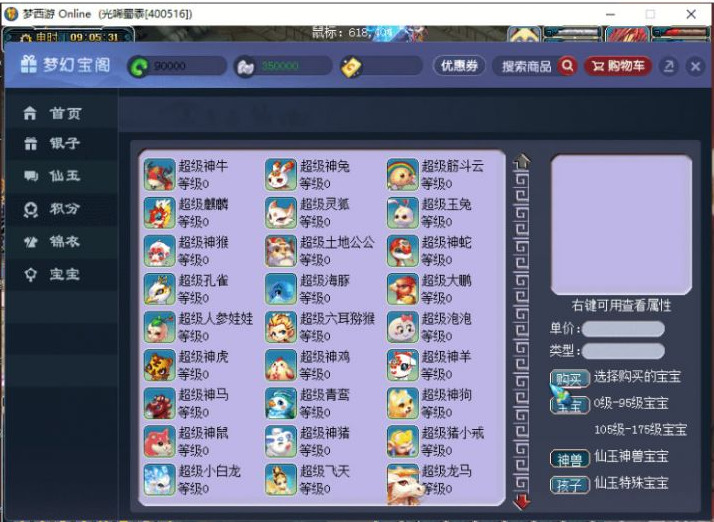 梦西游 Online (光晞蜀泰[400516])
申时 09:05:31
鼠标: 618, 404
梦幻宝阁
90000
350000
优惠券
搜索商品
购物车
首页
银子
仙玉
积分
锦衣
宝宝
超级神牛
等级0
超级神兔
等级0
超级筋斗云
等级0
超级麒麟
等级0
超级灵狐
等级0
超级玉兔
等级0
超级神猴
等级0
超级土地公公
等级0
超级神蛇
等级0
超级孔雀
等级0
超级海豚
等级0
超级大鹏
等级0
超级人参娃娃
等级0
超级六耳猕猴
等级0
超级泡泡
等级0
超级神虎
等级0
超级神鸡
等级0
超级神羊
等级0
超级神马
等级0
超级青鸾
等级0
超级神狗
等级0
超级神鼠
等级0
超级神猪
等级0
超级猪小戒
等级0
超级小白龙
等级0
超级飞天
等级0
超级龙马
等级0
右键可用查看属性
单价:
类型:
购买 选择购买的宝宝
宝宝 0级-95级宝宝
105级-175级宝宝
神兽 仙玉神兽宝宝
孩子 仙玉特殊宝宝